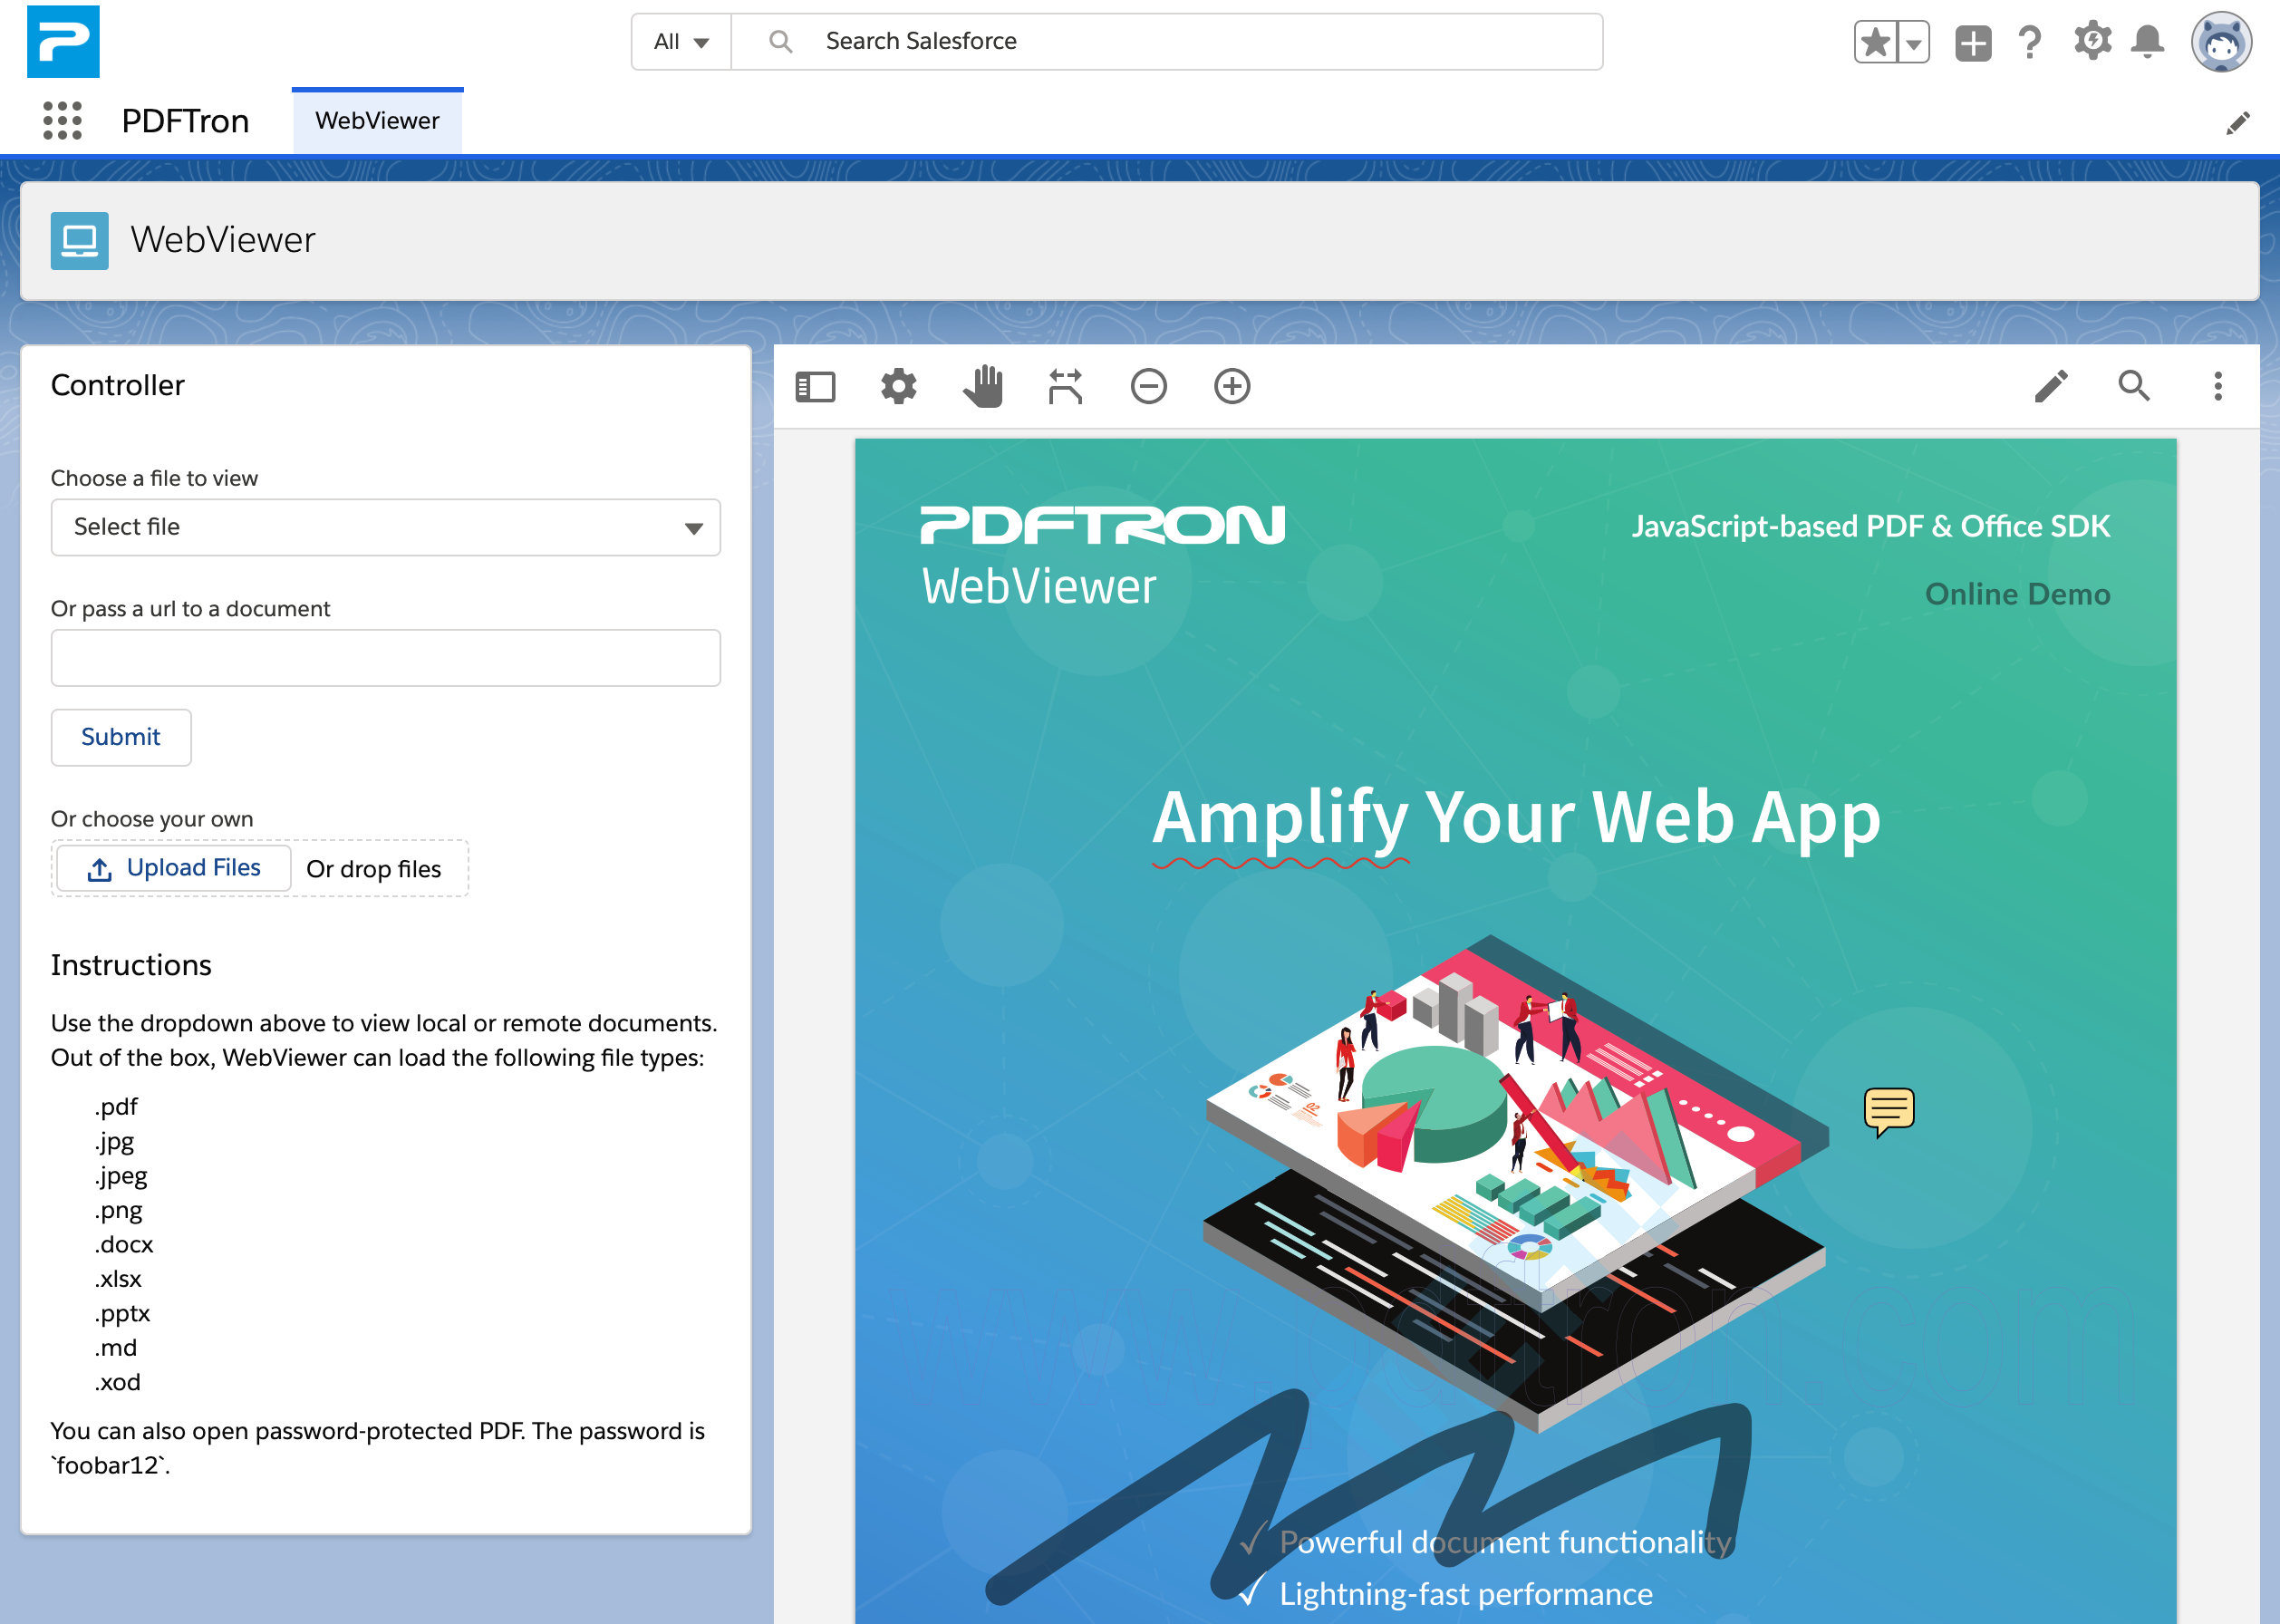 All
Search Salesforce
PDFTron
WebViewer
WebViewer
Controller
Choose a file to view
Select file
Or pass a url to a document
Submit
Or choose your own
Upload Files
Or drop files
Instructions
Use the dropdown above to view local or remote documents.
Out of the box, WebViewer can load the following file types:
.pdf
.jpg
.jpeg
.png
.docx
.xlsx
.pptx
.md
.xod
You can also open password-protected PDF. The password is
`foobar12`.
PDFTRON
WebViewer
JavaScript-based PDF & Office SDK
Online Demo
Amplify Your Web App
02
www.pdftron.com
✓ Powerful document functionality
✓ Lightning-fast performance